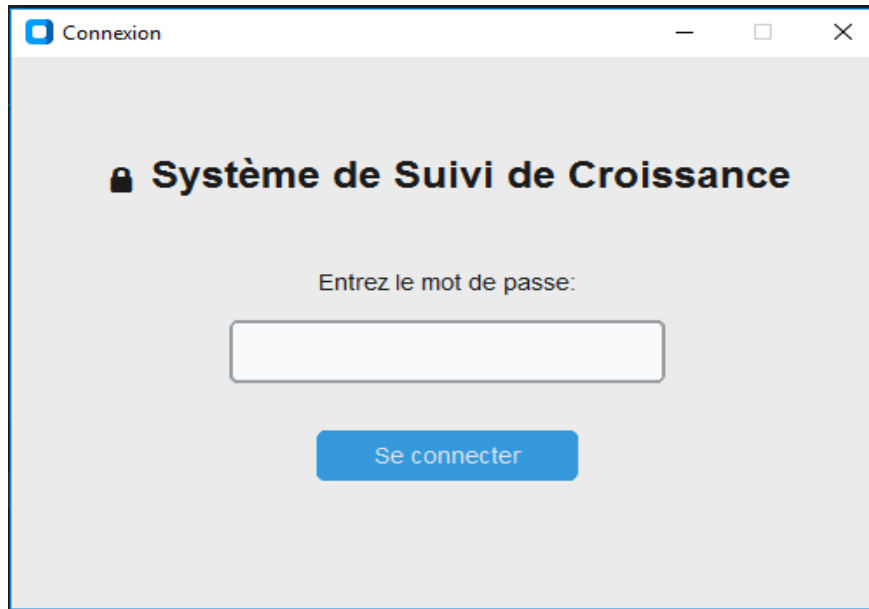 Connexion
Système de Suivi de Croissance
Entrez le mot de passe:
Se connecter